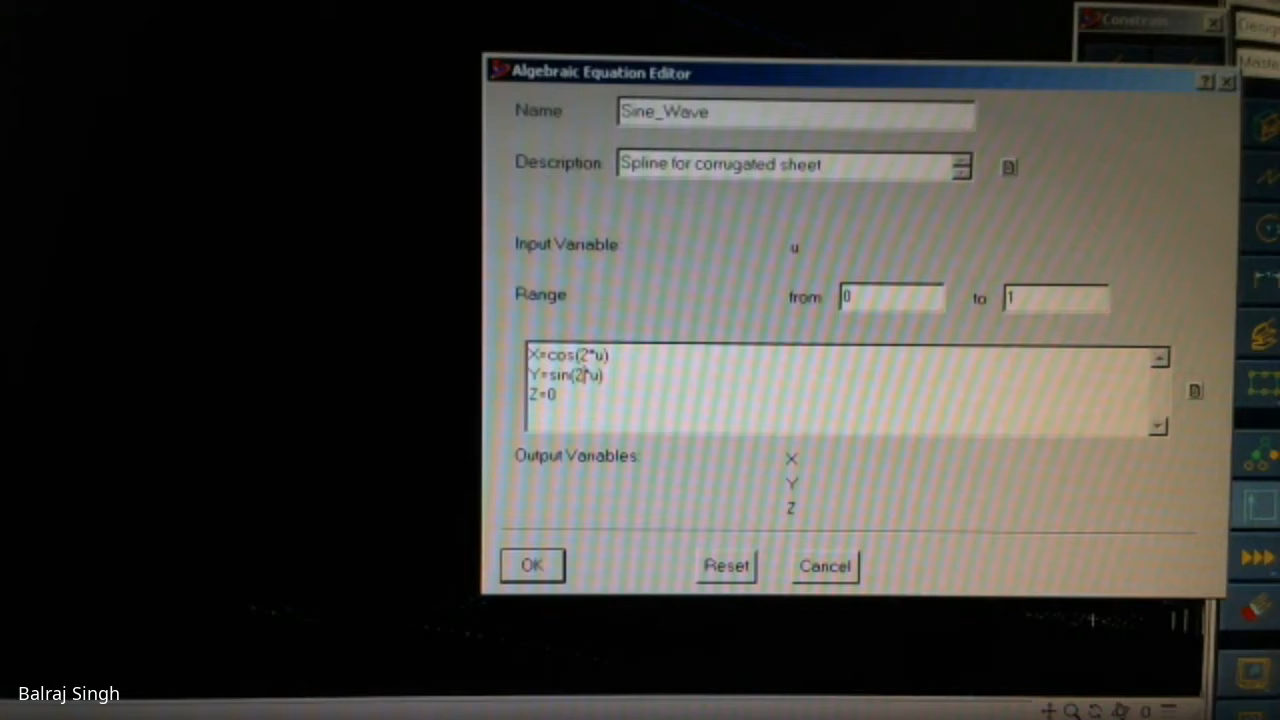 Constrain
Algebraic Equation Editor
Name Sine_Wave
Description Spline for corrugated sheet
Input Variable u
Range from 0 to 1
X=cos(2*u)
Y=sin(2*u)
Z=0
Output Variables: X
Y
Z
OK Reset Cancel
Balraj Singh